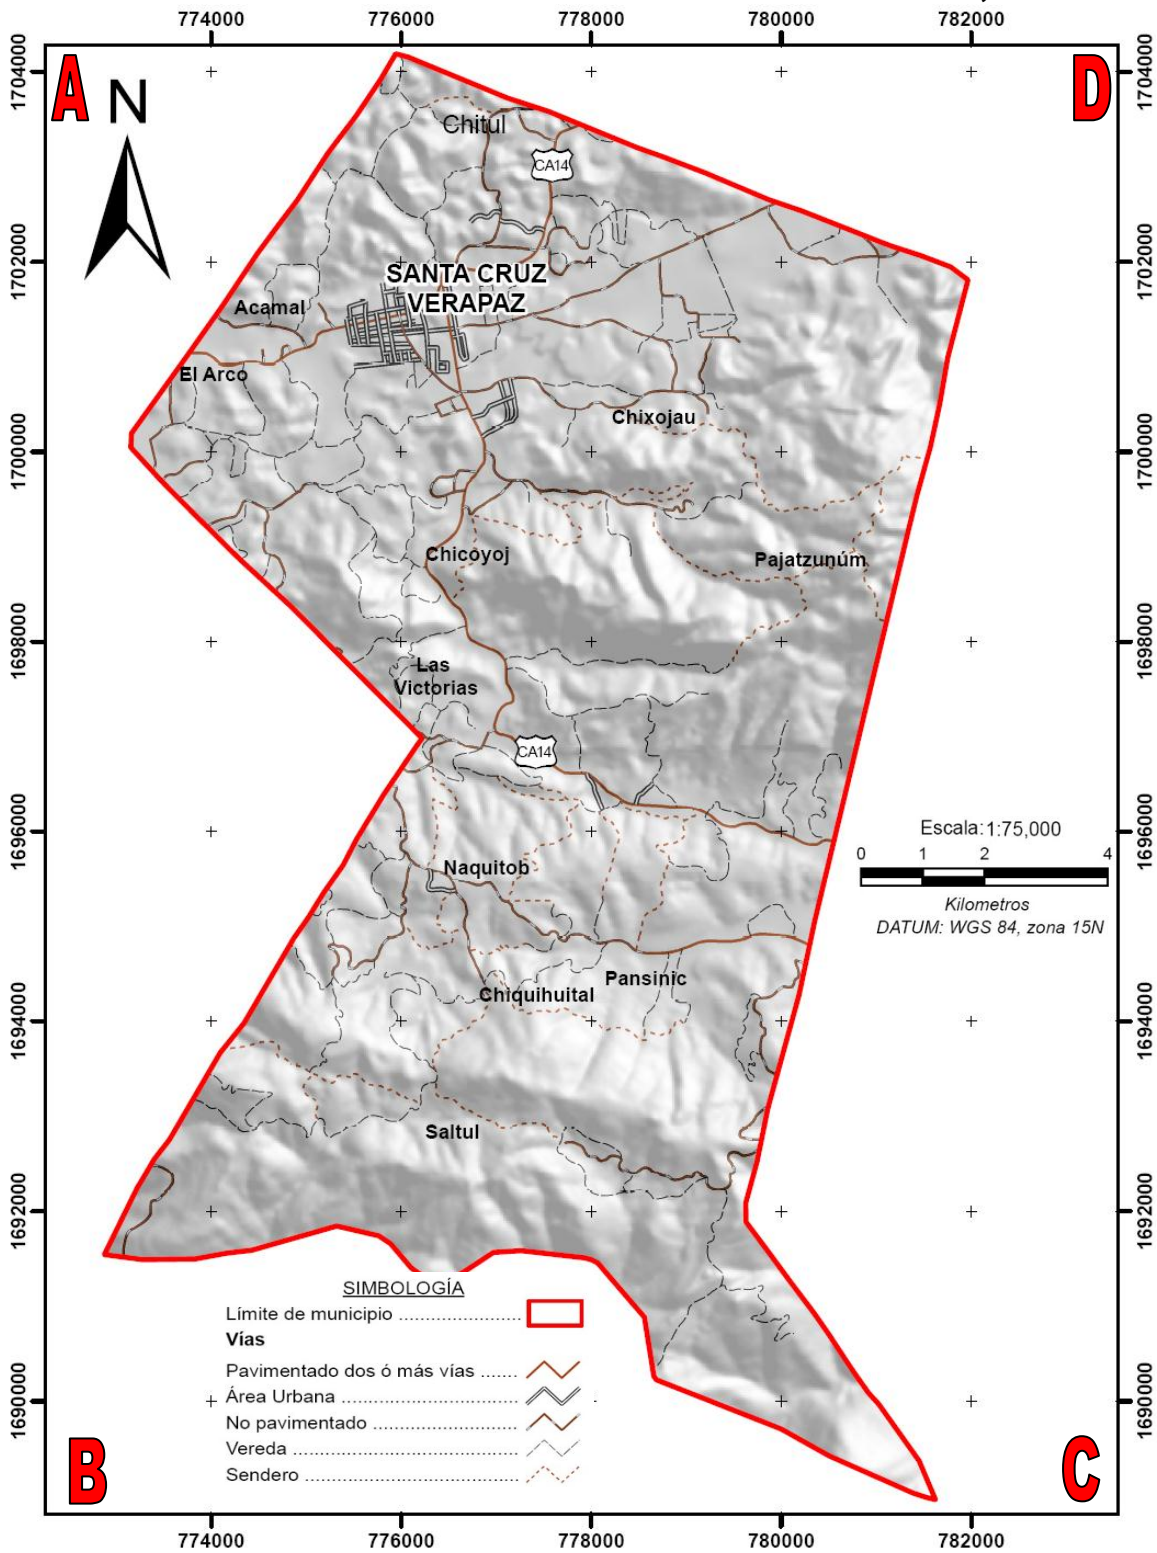 774000 776000 778000 780000 782000
A
N
D
1704000
1704000
Chitul
CA14
1702000
1702000
SANTA CRUZ
VERAPAZ
Acamal
El Arco
Chixojau
1700000
1700000
Chicoyoj
Pajatzunúm
1698000
1698000
Las
Victorias
CA14
1696000
1696000
Escala: 1:75,000
0 1 2 4
Kilometros
DATUM: WGS 84, zona 15N
Naquitob
Pansinic
Chiquihuital
1694000
1694000
Saltul
1692000
1692000
SIMBOLOGÍA
Límite de municipio ........................
Vías
Pavimentado dos ó más vías .......
Área Urbana ...................................
No pavimentado ............................
Vereda ...........................................
Sendero .........................................
1690000
1690000
B
C
774000 776000 778000 780000 782000